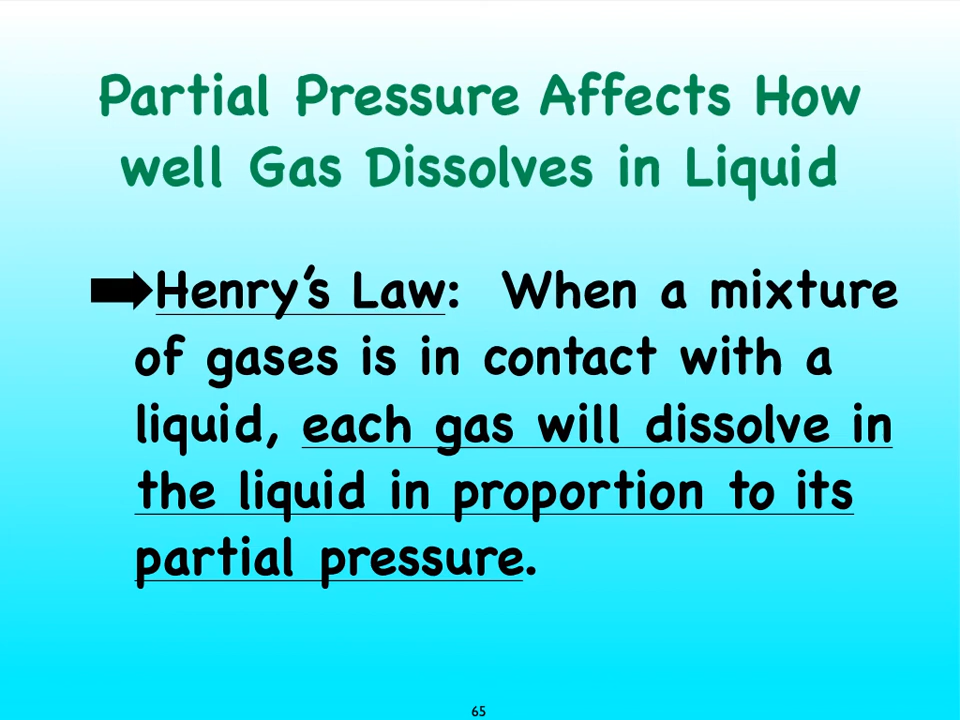 Partial Pressure Affects How
well Gas Dissolves in Liquid
Henry's Law: When a mixture
of gases is in contact with a
liquid, each gas will dissolve in
the liquid in proportion to its
partial pressure.
65